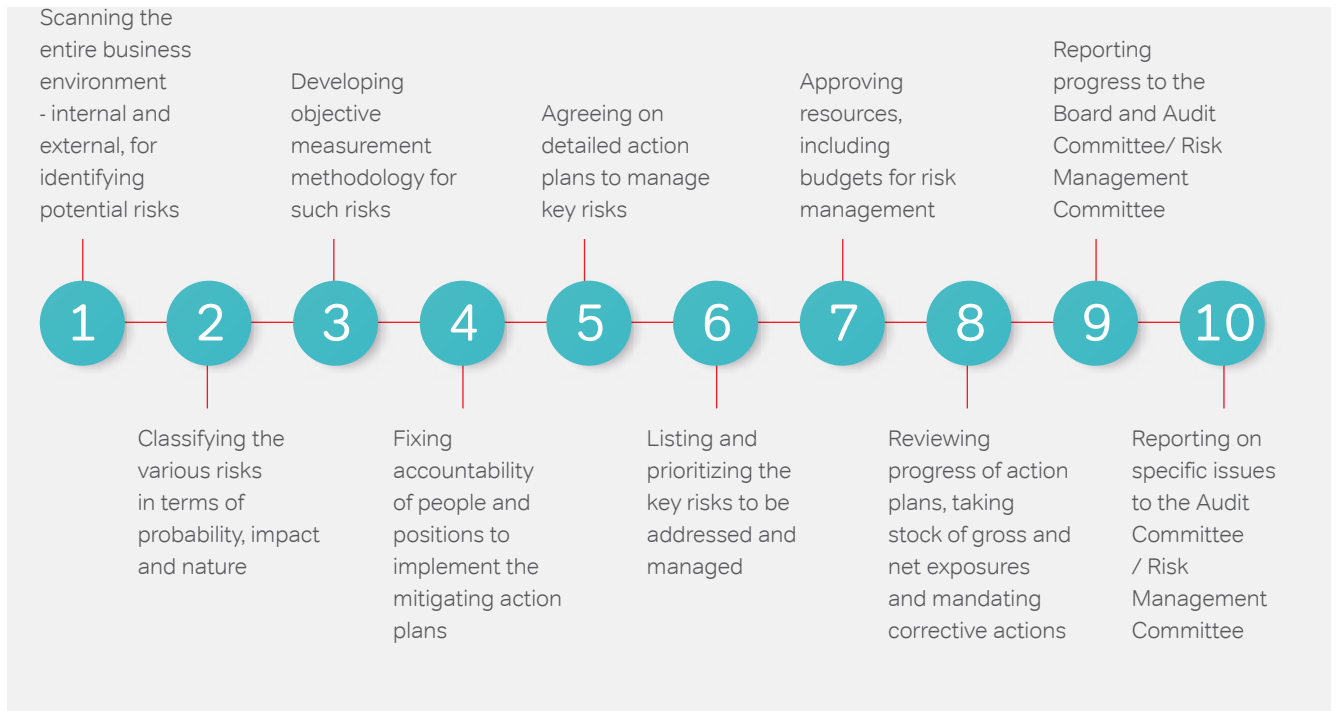 Scanning the
entire business
environment
- internal and
external, for
identifying
potential risks
Developing
objective
measurement
methodology for
such risks
Agreeing on
detailed action
plans to manage
key risks
Approving
resources,
including
budgets for risk
management
Reporting
progress to the
Board and Audit
Committee/ Risk
Management
Committee
1
2
3
4
5
6
7
8
9
10
Classifying the
various risks
in terms of
probability, impact
and nature
Fixing
accountability
of people and
positions to
implement the
mitigating action
plans
Listing and
prioritizing the
key risks to be
addressed and
managed
Reviewing
progress of action
plans, taking
stock of gross and
net exposures
and mandating
corrective actions
Reporting on
specific issues
to the Audit
Committee
/ Risk
Management
Committee